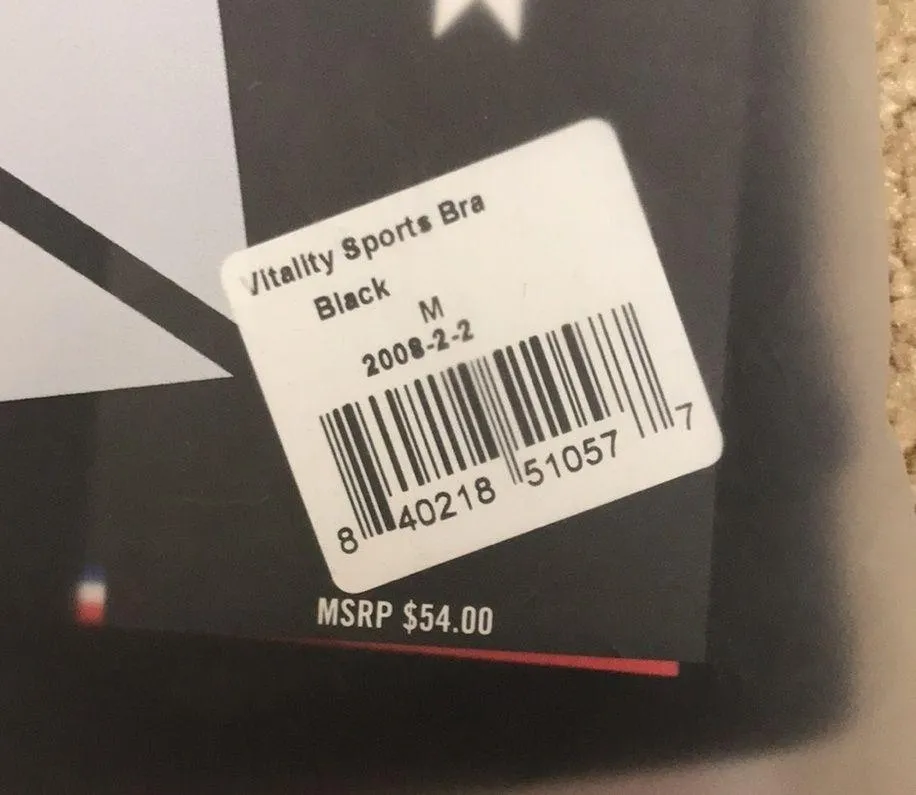 Vitality Sports Bra
Black
M
2008-2-2
8 40218 51057 7
MSRP $54.00